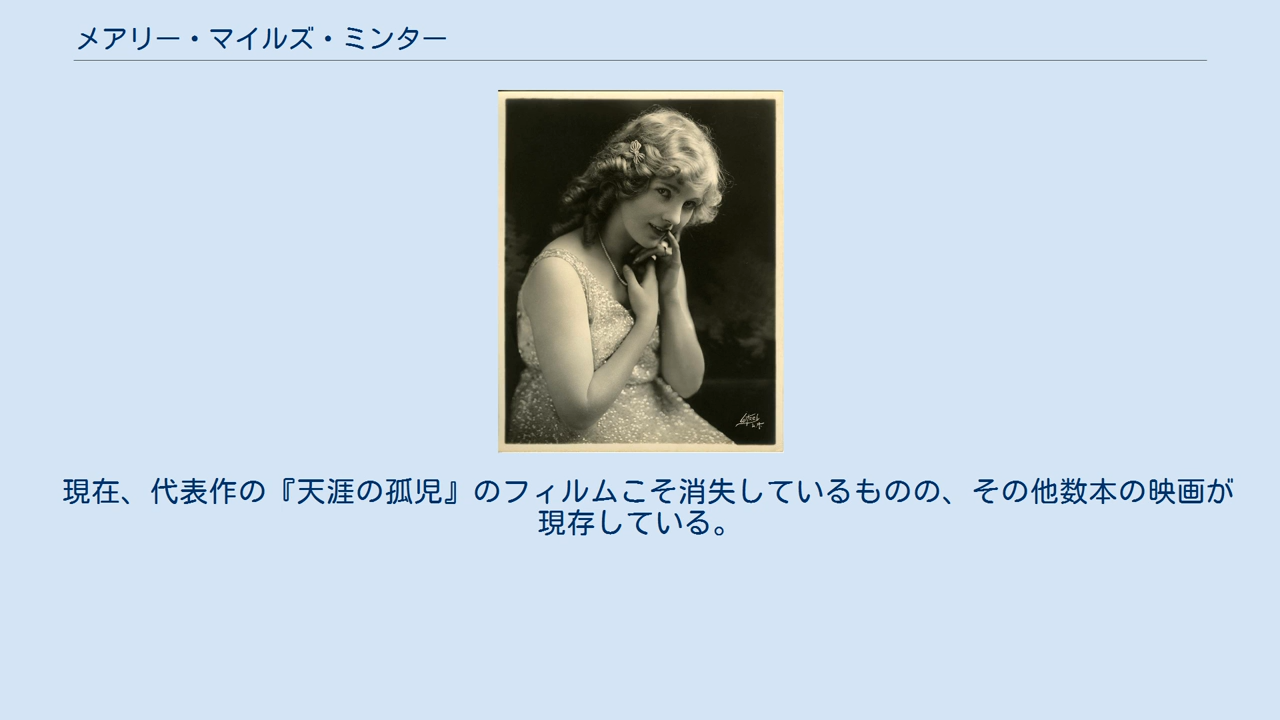 メアリー・マイルズ・ミンター
現在、代表作の『天涯の孤児』のフィルムこそ消失しているものの、その他数本の映画が
現存している。